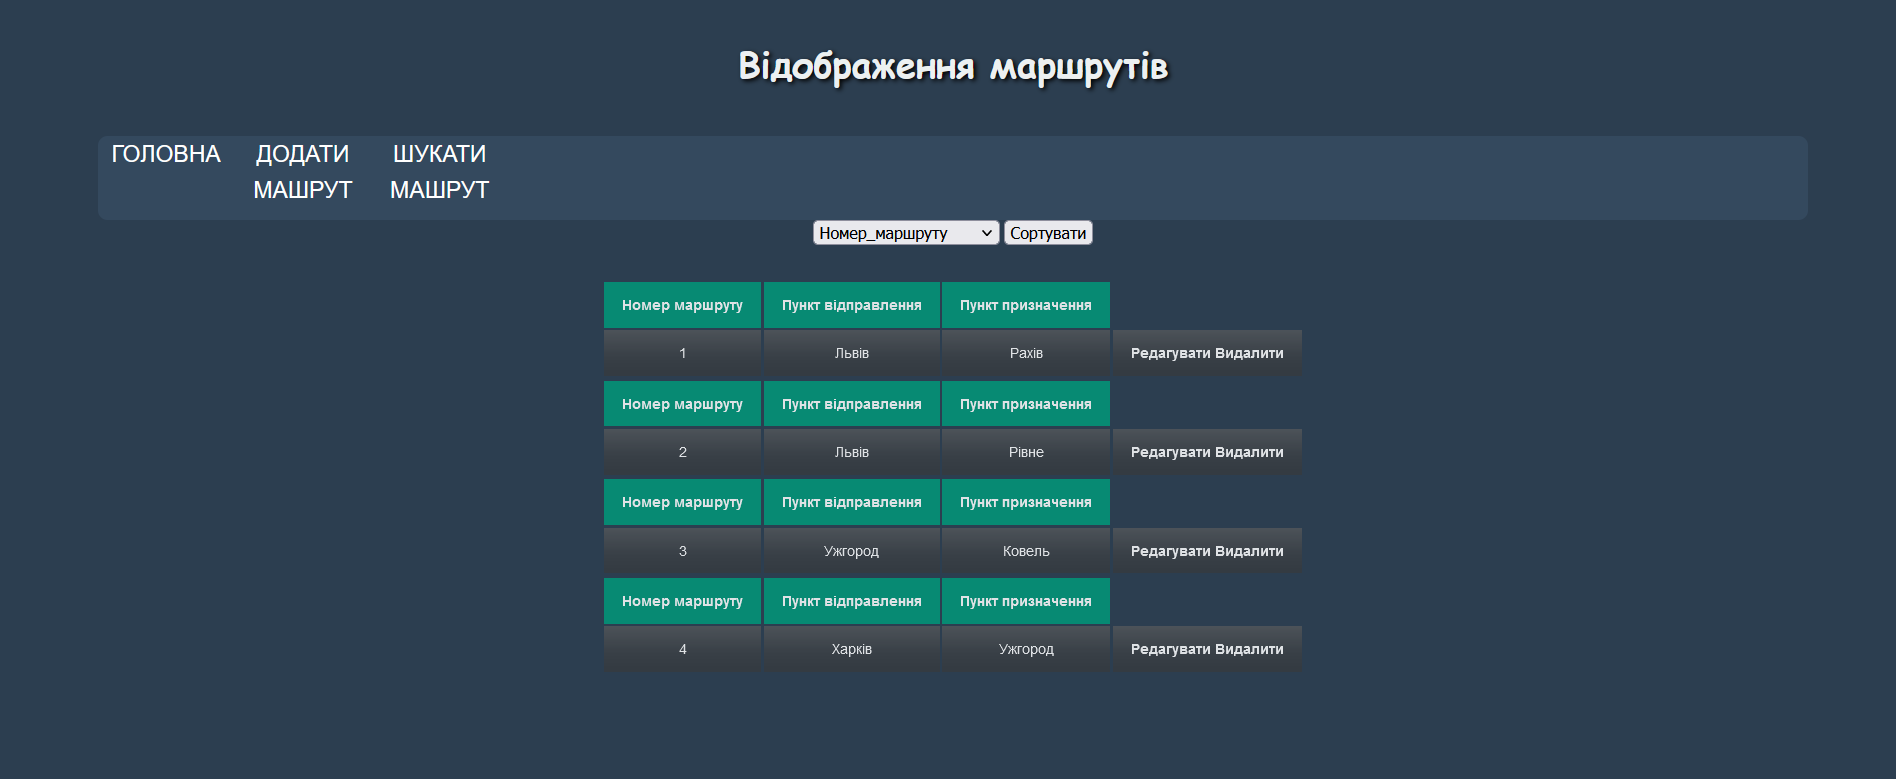 Відображення маршрутів
ГОЛОВНА ДОДАТИ МАШРУТ ШУКАТИ МАШРУТ
Номер_маршруту Сортувати
Номер маршруту Пункт відправлення Пункт призначення
1 Львів Рахів Редагувати Видалити
Номер маршруту Пункт відправлення Пункт призначення
2 Львів Рівне Редагувати Видалити
Номер маршруту Пункт відправлення Пункт призначення
3 Ужгород Ковель Редагувати Видалити
Номер маршруту Пункт відправлення Пункт призначення
4 Харків Ужгород Редагувати Видалити